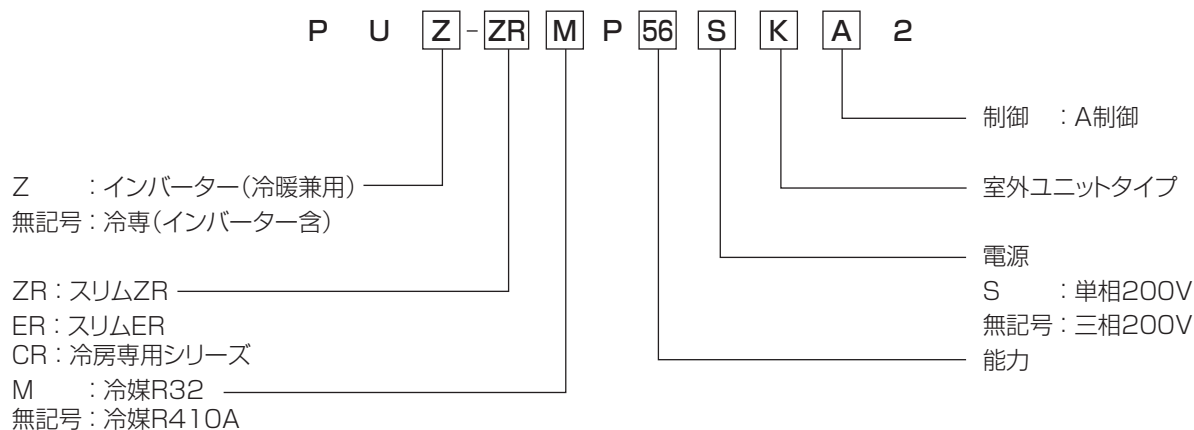 P U Z-ZR M P 56 S K A 2
制御 ：A制御
Z ：インバーター（冷暖兼用）
室外ユニットタイプ
無記号：冷専（インバーター含）
電源
ZR：スリムZR
S ：単相200V
ER：スリムER
無記号：三相200V
CR：冷房専用シリーズ
能力
M ：冷媒R32
無記号：冷媒R410A